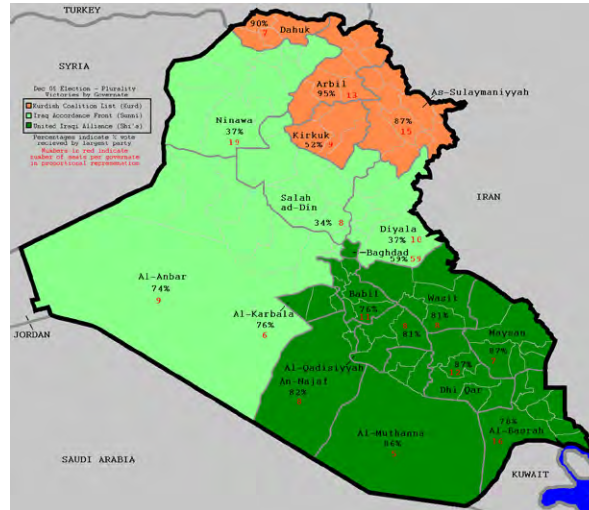 TURKEY
SYRIA
Dec 05 Election - Plurality
Victories by Governate
Kurdish Coalition List (Kurd)
Iraq Accordance Front (Sunni)
United Iraqi Alliance (Shi'a)
Percentages indicate % vote
recieved by largest party
Numbers in red indicate
number of seats per governate
in proportional representation
90%
7
Dahuk
Arbil
95% 13
As-Sulaymaniyyah
87%
15
Ninawa
37%
19
Kirkuk
52% 9
IRAN
Salah
ad-Din
34% 8
Diyala
37% 10
Baghdad
59% 59
Al-Anbar
74%
9
Al-Karbala
76%
6
Babil
76%
Wasit
81%
81%
Maysan
87%
87%
Dhi Qar
Al-Qadisiyyah
An-Najaf
82%
Al-Muthanna
86%
Al-Basrah
JORDAN
SAUDI ARABIA
KUWAIT